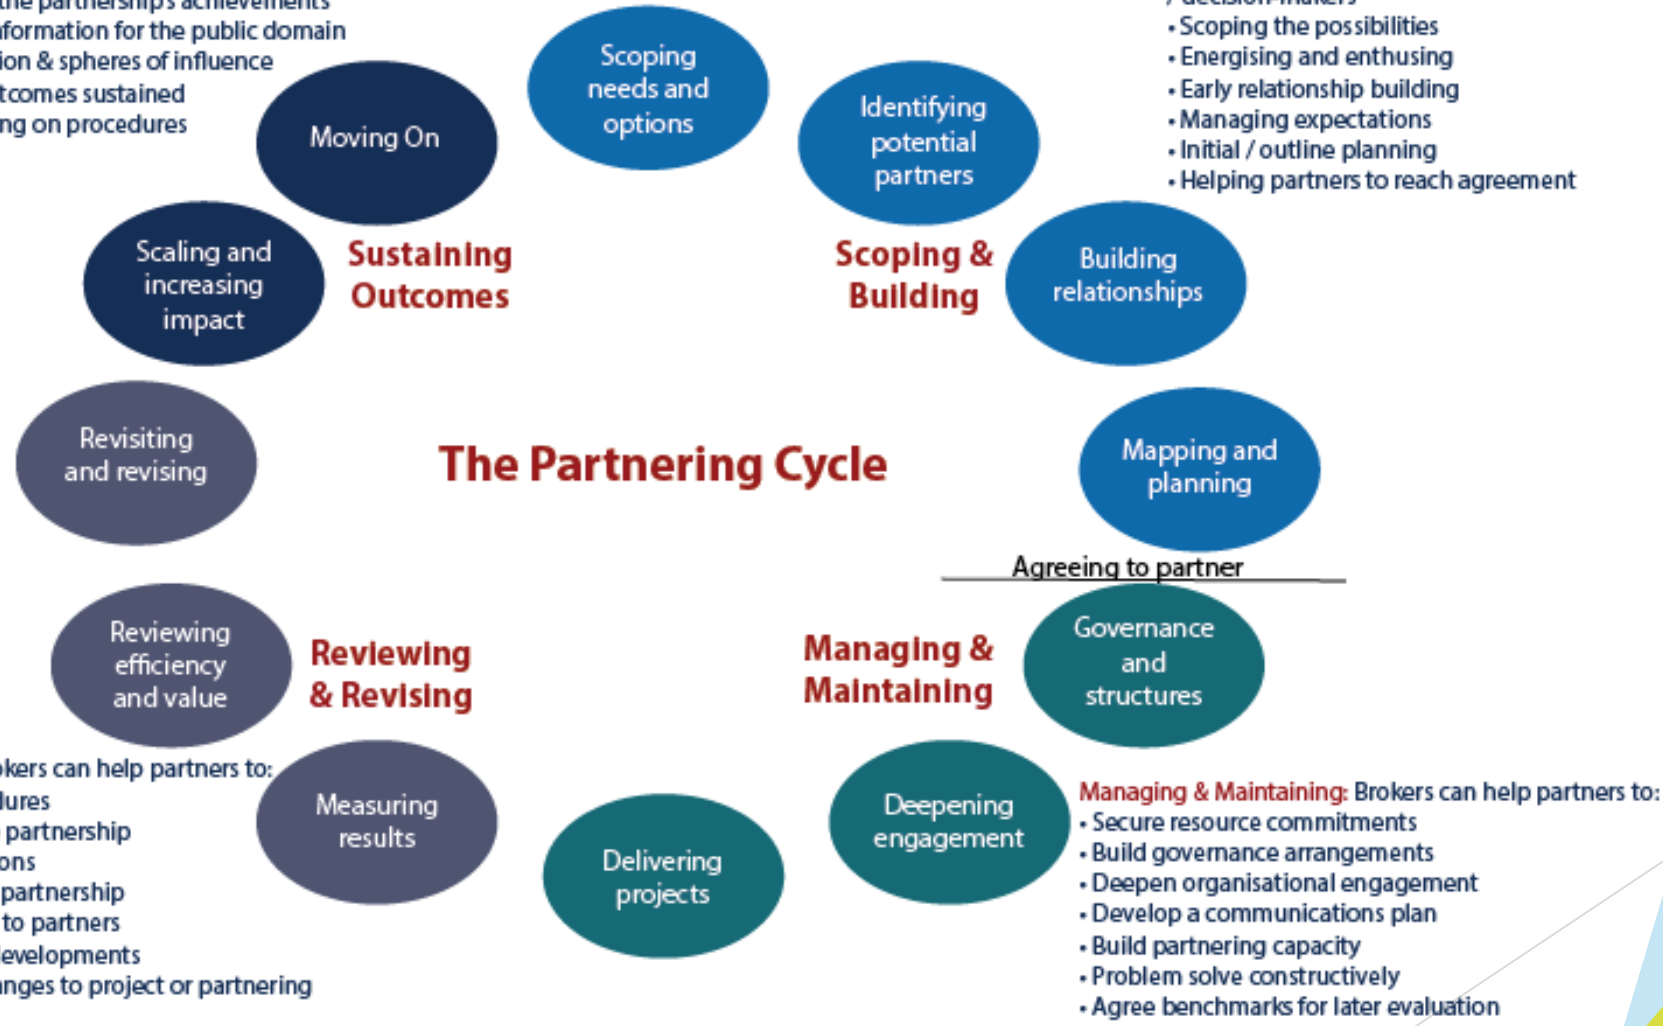 the partnership's achievements
formation for the public domain
ion & spheres of influence
tcomes sustained
ng on procedures
Moving On
Scoping
needs and
options
Identifying
potential
partners
/ decision-makers
• Scoping the possibilities
• Energising and enthusing
• Early relationship building
• Managing expectations
• Initial / outline planning
• Helping partners to reach agreement
Scaling and
increasing
impact
Sustaining
Outcomes
Scoping &
Building
Building
relationships
Revisiting
and revising
The Partnering Cycle
Mapping and
planning
Agreeing to partner
Reviewing
efficiency
and value
Reviewing
& Revising
Managing &
Maintaining
Governance
and
structures
okers can help partners to:
lures
partnership
ons
partnership
to partners
levelopments
anges to project or partnering
Measuring
results
Delivering
projects
Deepening
engagement
Managing & Maintaining: Brokers can help partners to:
• Secure resource commitments
• Build governance arrangements
• Deepen organisational engagement
• Develop a communications plan
• Build partnering capacity
• Problem solve constructively
• Agree benchmarks for later evaluation